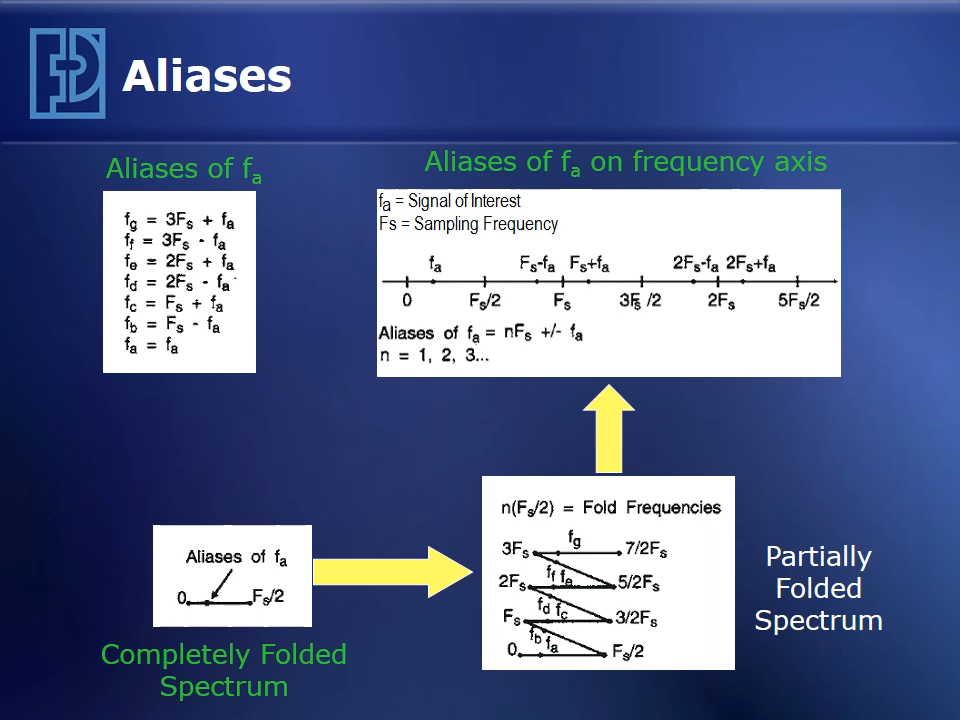 Aliases
Aliases of fa
fg = 3Fs + fa
ff = 3Fs - fa
fe = 2Fs + fa
fd = 2Fs - fa
fc = Fs + fa
fb = Fs - fa
fa = fa
Aliases of fa on frequency axis
fa = Signal of Interest
Fs = Sampling Frequency
fa Fs-fa Fs+fa 2Fs-fa 2Fs+fa
0 Fs/2 Fs 3Fs/2 2Fs 5Fs/2
Aliases of fa = nFs +/- fa
n = 1, 2, 3...
Aliases of fa
0 Fs/2
Completely Folded
Spectrum
n(Fs/2) = Fold Frequencies
fg
3Fs 7/2Fs
ff fe
2Fs 5/2Fs
fd fc
Fs 3/2Fs
fb fa
0 Fs/2
Partially
Folded
Spectrum